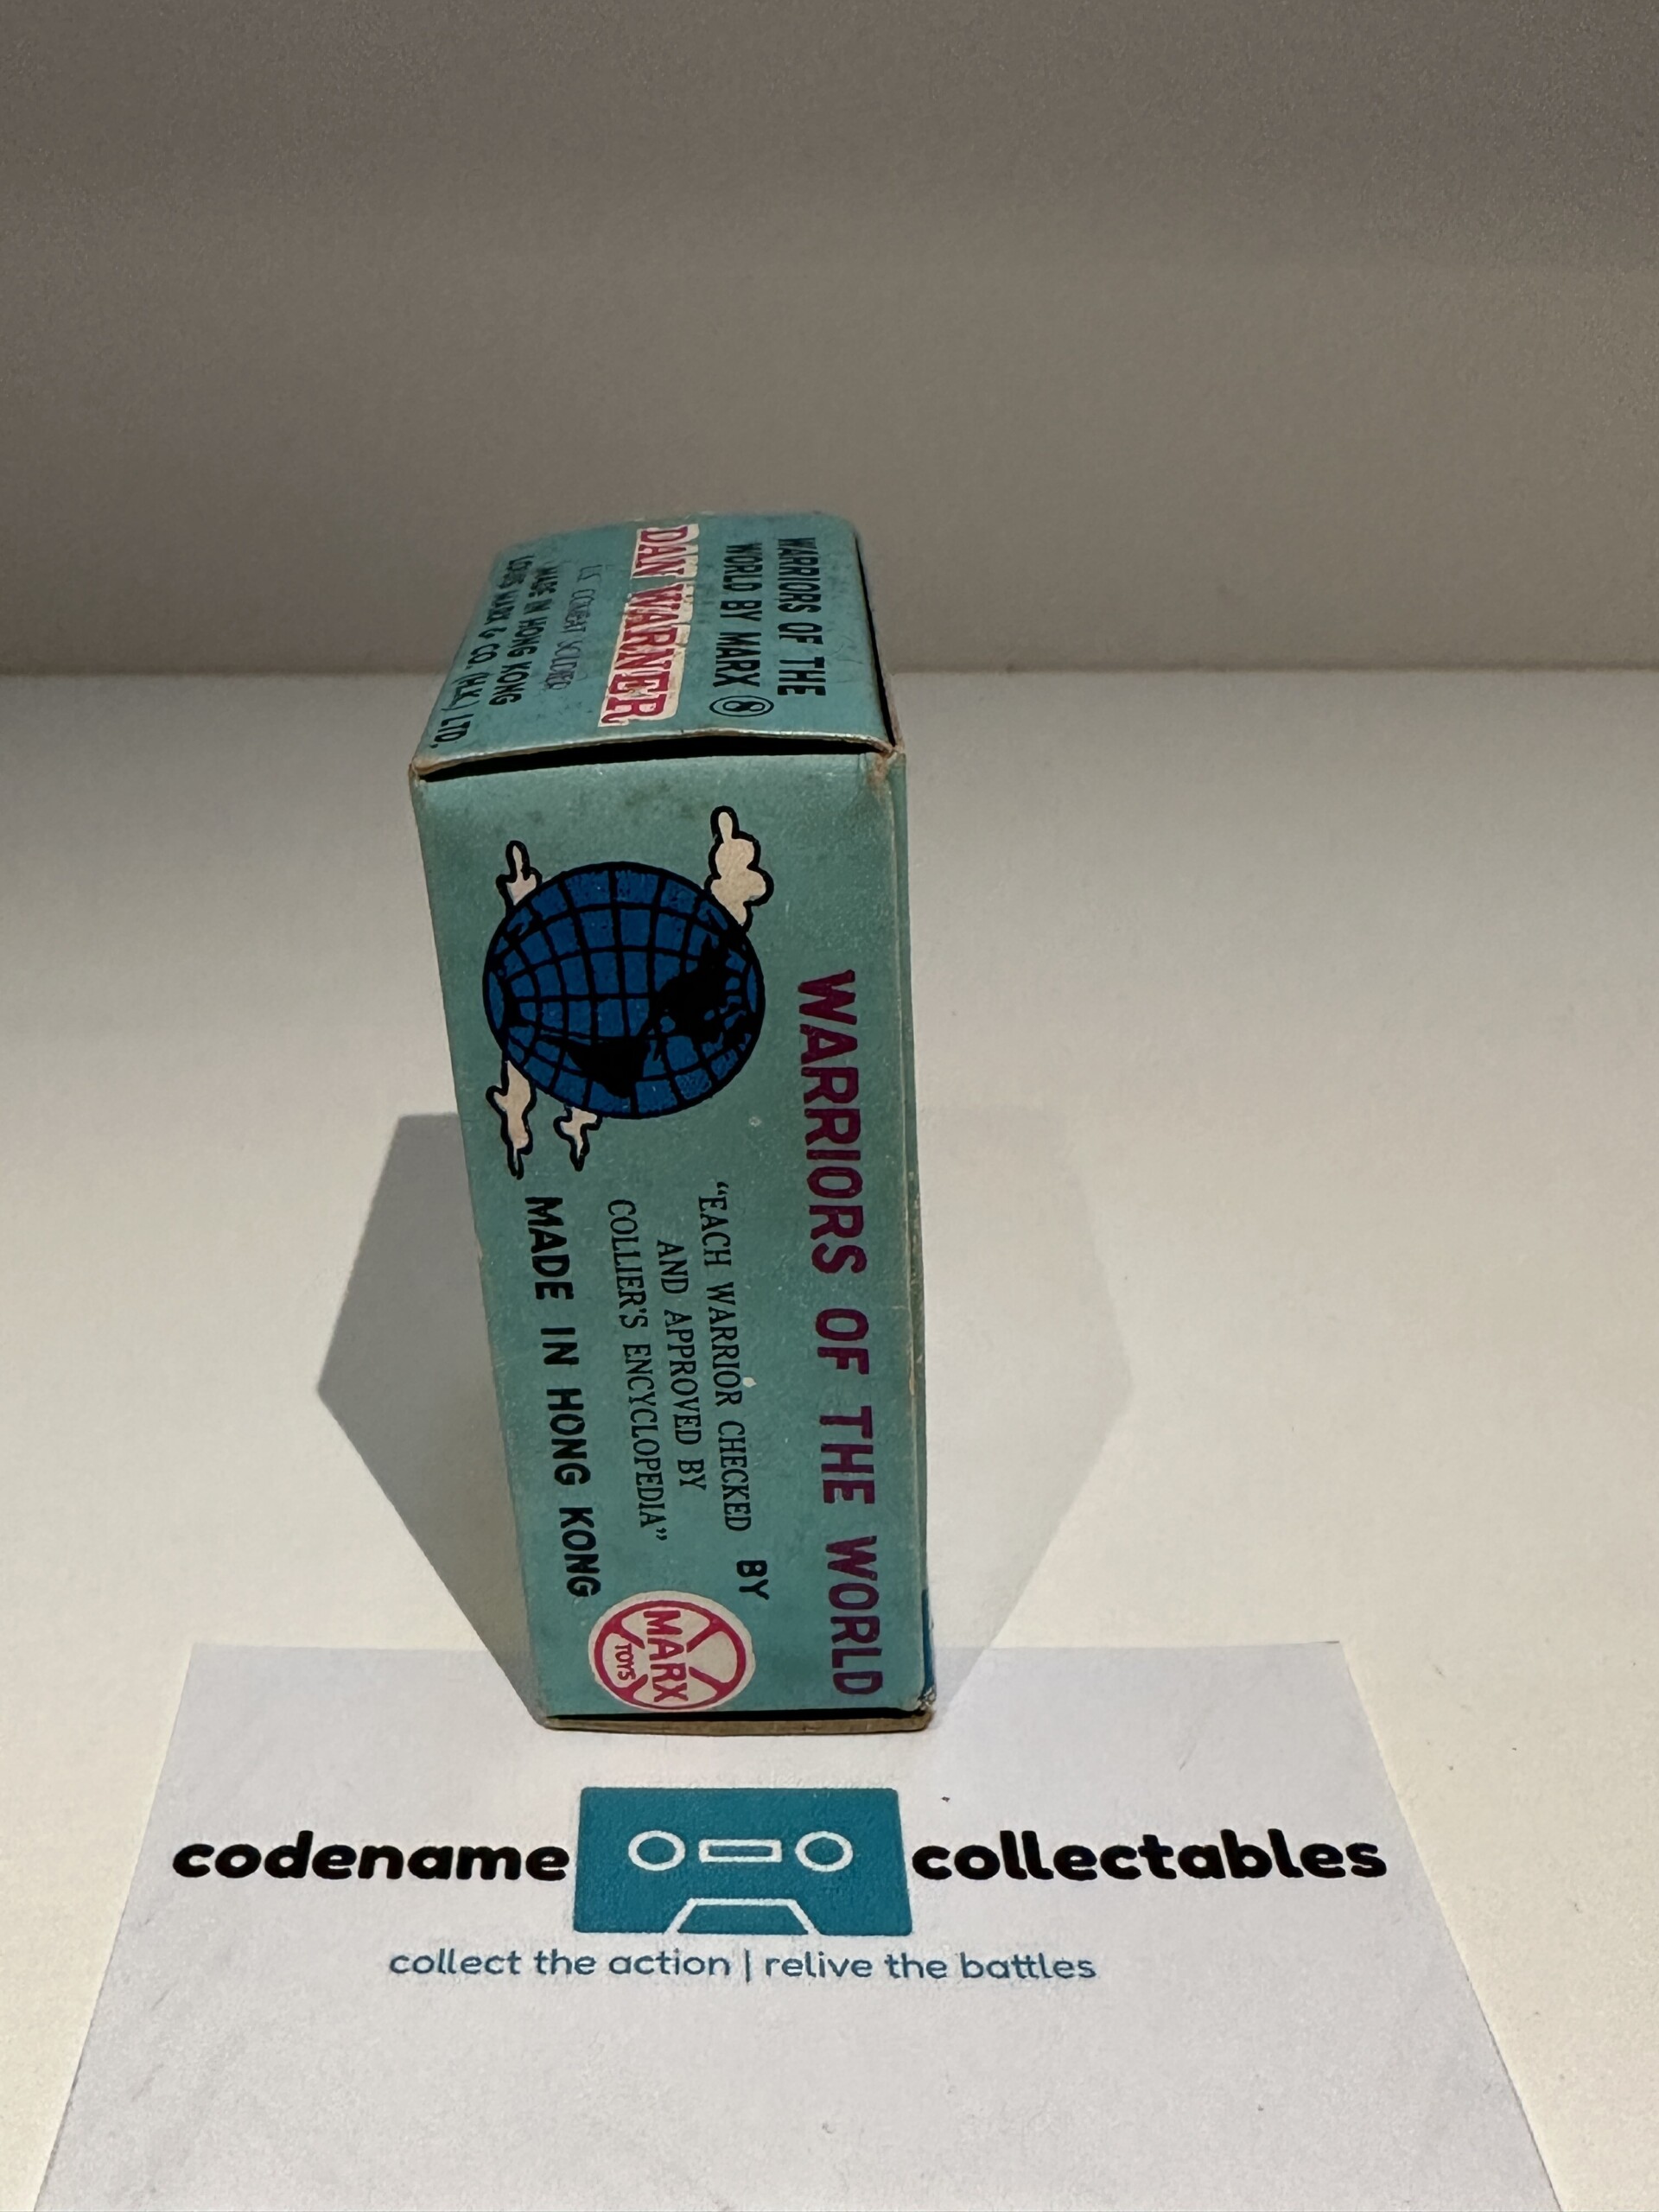 WARRIORS OF THE
WORLD BY MARX ®
DAN WARNER
U.S. COMBAT SOLDIER
MADE IN HONG KONG
LOUIS MARX & CO. (H.K.) LTD.
WARRIORS OF THE WORLD
BY
"EACH WARRIOR CHECKED
AND APPROVED BY
COLLIER'S ENCYCLOPEDIA"
MADE IN HONG KONG
MARX
TOYS
codename collectables
collect the action | relive the battles